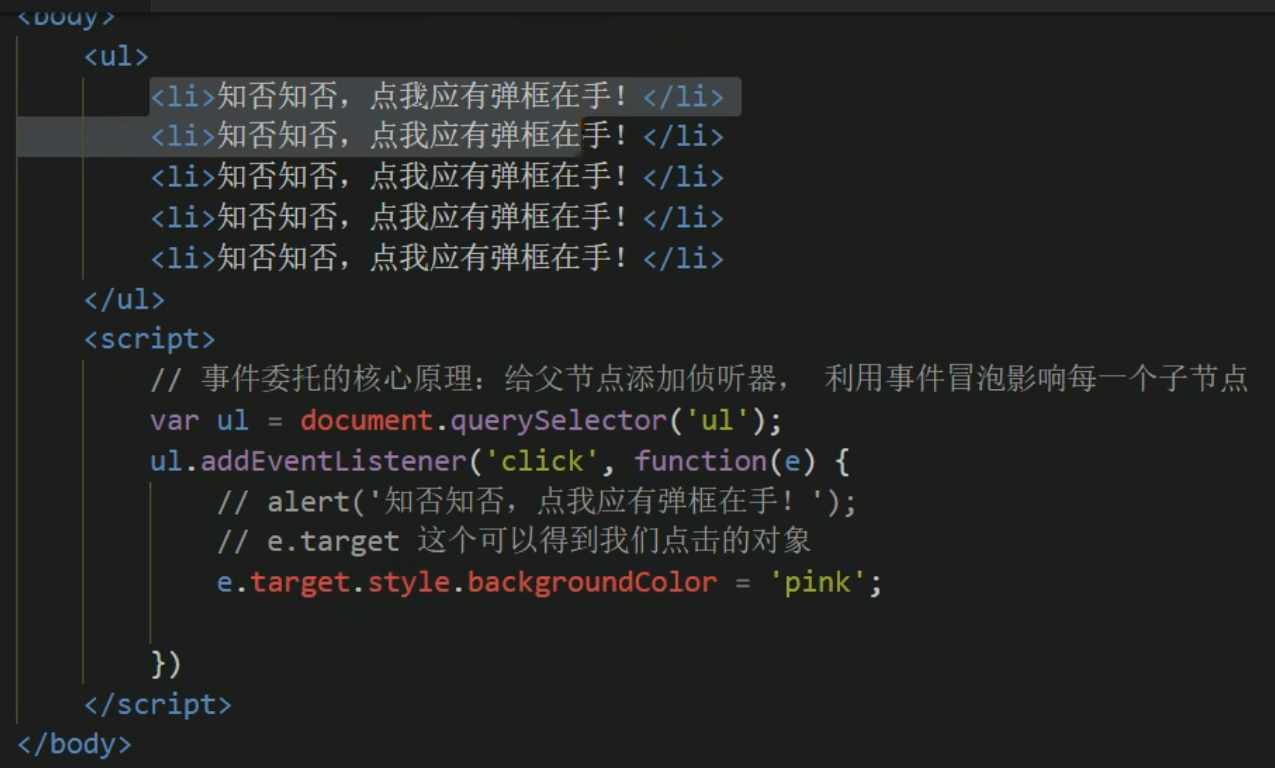 <body>
<ul>
<li>知否知否，点我应有弹框在手！</li>
<li>知否知否，点我应有弹框在手！</li>
<li>知否知否，点我应有弹框在手！</li>
<li>知否知否，点我应有弹框在手！</li>
<li>知否知否，点我应有弹框在手！</li>
</ul>
<script>
// 事件委托的核心原理：给父节点添加侦听器， 利用事件冒泡影响每一个子节点
var ul = document.querySelector('ul');
ul.addEventListener('click', function(e) {
// alert('知否知否，点我应有弹框在手！');
// e.target 这个可以得到我们点击的对象
e.target.style.backgroundColor = 'pink';
})
</script>
</body>